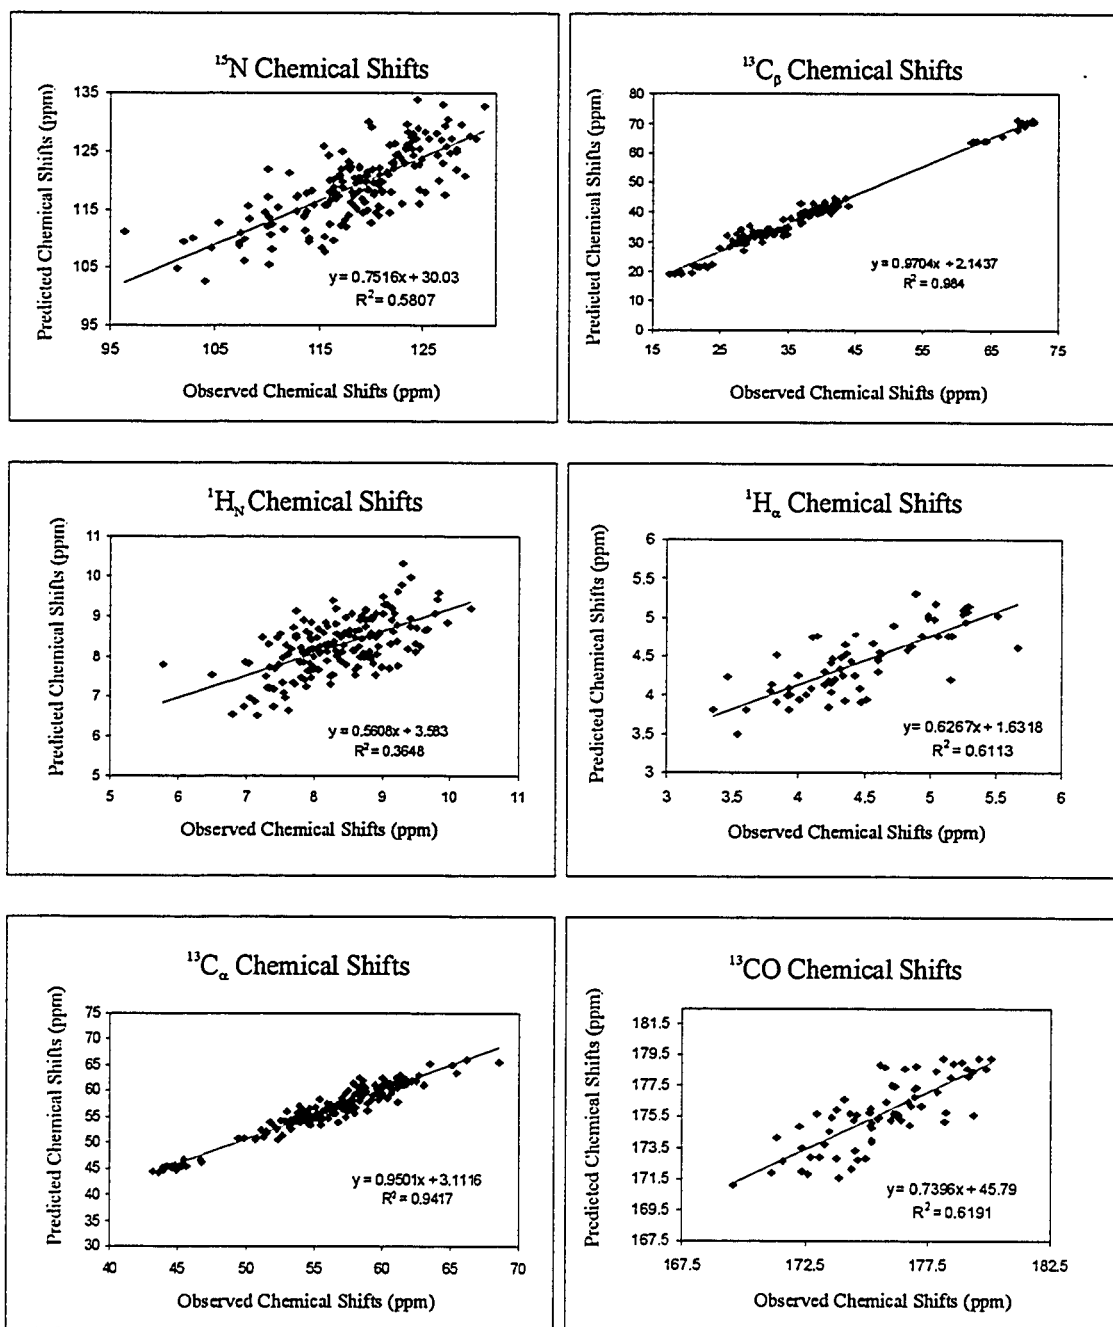 ¹⁵N Chemical Shifts
Predicted Chemical Shifts (ppm)
135
125
115
105
95
y = 0.7516x + 30.03
R² = 0.5807
95
105
115
125
Observed Chemical Shifts (ppm)
¹³Cᵦ Chemical Shifts
Predicted Chemical Shifts (ppm)
80
70
60
50
40
30
20
10
0
y = 0.9704x + 2.1437
R² = 0.984
15
25
35
45
55
65
75
Observed Chemical Shifts (ppm)
¹H_N Chemical Shifts
Predicted Chemical Shifts (ppm)
11
10
9
8
7
6
5
y = 0.5608x + 3.583
R² = 0.3648
5
6
7
8
9
10
11
Observed Chemical Shifts (ppm)
¹H_α Chemical Shifts
Predicted Chemical Shifts (ppm)
6
5.5
5
4.5
4
3.5
3
y = 0.6267x + 1.6318
R² = 0.6113
3
3.5
4
4.5
5
5.5
6
Observed Chemical Shifts (ppm)
¹³C_α Chemical Shifts
Predicted Chemical Shifts (ppm)
75
70
65
60
55
50
45
40
35
30
y = 0.9501x + 3.1116
R² = 0.9417
40
45
50
55
60
65
70
Observed Chemical Shifts (ppm)
¹³CO Chemical Shifts
Predicted Chemical Shifts (ppm)
181.5
179.5
177.5
175.5
173.5
171.5
169.5
167.5
y = 0.7396x + 45.79
R² = 0.6191
167.5
172.5
177.5
182.5
Observed Chemical Shifts (ppm)